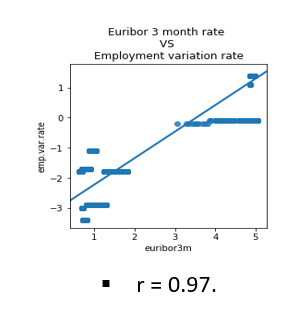 Euribor 3 month rate
VS
Employment variation rate
emp.var.rate
1
0
−1
−2
−3
1
2
3
4
5
euribor3m
▪ r = 0.97.